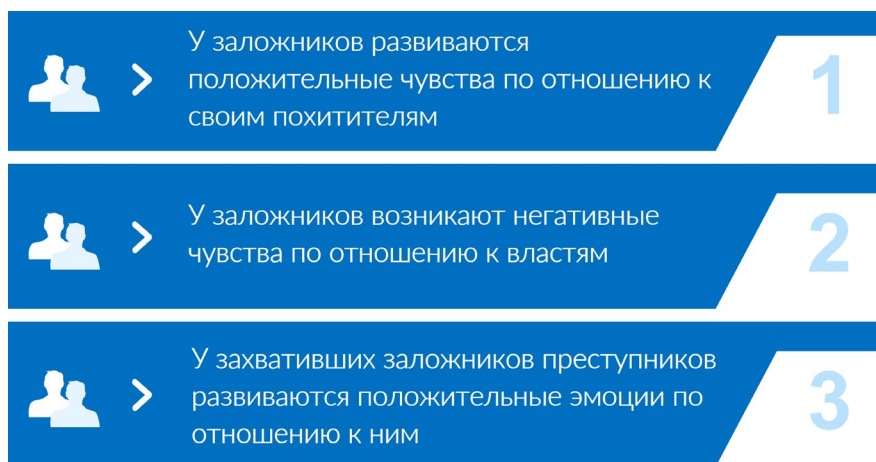 У заложников развиваются
положительные чувства по отношению к
своим похитителям
1
У заложников возникают негативные
чувства по отношению к властям
2
У захвативших заложников преступников
развиваются положительные эмоции по
отношению к ним
3